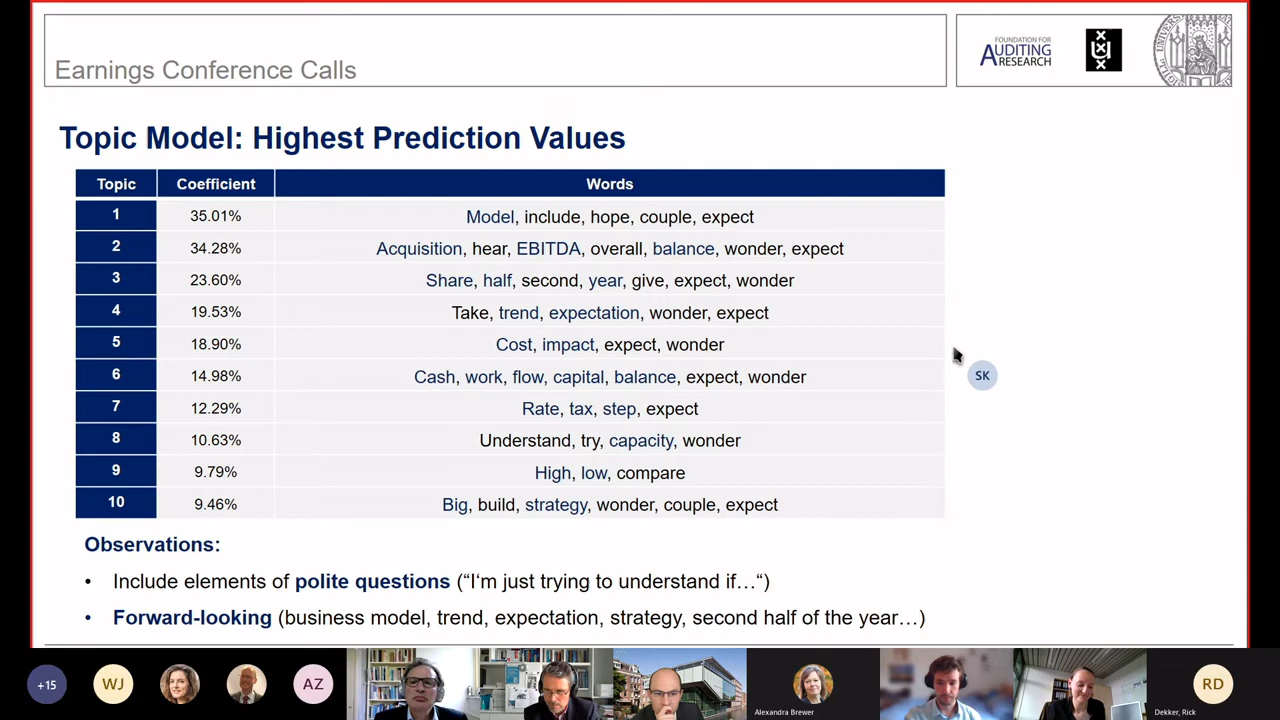 Earnings Conference Calls
FOUNDATION FOR
AUDITING
RESEARCH
Topic Model: Highest Prediction Values
Topic Coefficient Words
1 35.01% Model, include, hope, couple, expect
2 34.28% Acquisition, hear, EBITDA, overall, balance, wonder, expect
3 23.60% Share, half, second, year, give, expect, wonder
4 19.53% Take, trend, expectation, wonder, expect
5 18.90% Cost, impact, expect, wonder
6 14.98% Cash, work, flow, capital, balance, expect, wonder
7 12.29% Rate, tax, step, expect
8 10.63% Understand, try, capacity, wonder
9 9.79% High, low, compare
10 9.46% Big, build, strategy, wonder, couple, expect
SK
Observations:
• Include elements of polite questions (“I‘m just trying to understand if…“)
• Forward-looking (business model, trend, expectation, strategy, second half of the year…)
+15 WJ AZ RD
Alexandra Brewer
Dekker, Rick